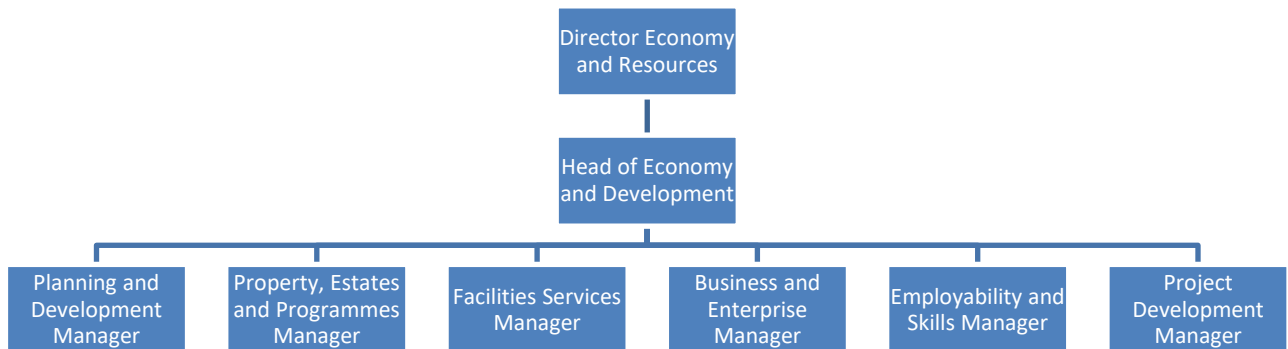 Director Economy
and Resources
Head of Economy
and Development
Planning and
Development
Manager
Property, Estates
and Programmes
Manager
Facilities Services
Manager
Business and
Enterprise
Manager
Employability and
Skills Manager
Project
Development
Manager